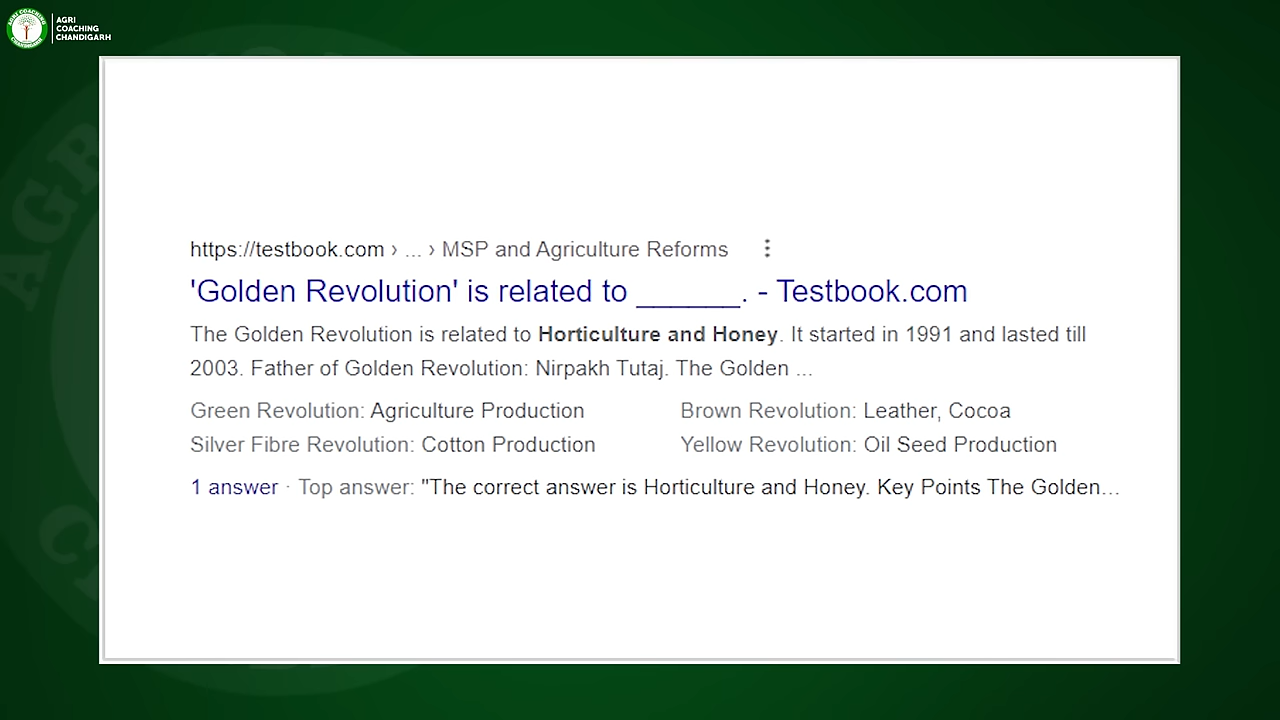 AGRI
COACHING
CHANDIGARH
https://testbook.com › ... › MSP and Agriculture Reforms
'Golden Revolution' is related to ______. - Testbook.com
The Golden Revolution is related to Horticulture and Honey. It started in 1991 and lasted till
2003. Father of Golden Revolution: Nirpakh Tutaj. The Golden ...
Green Revolution: Agriculture Production Brown Revolution: Leather, Cocoa
Silver Fibre Revolution: Cotton Production Yellow Revolution: Oil Seed Production
1 answer · Top answer: "The correct answer is Horticulture and Honey. Key Points The Golden...